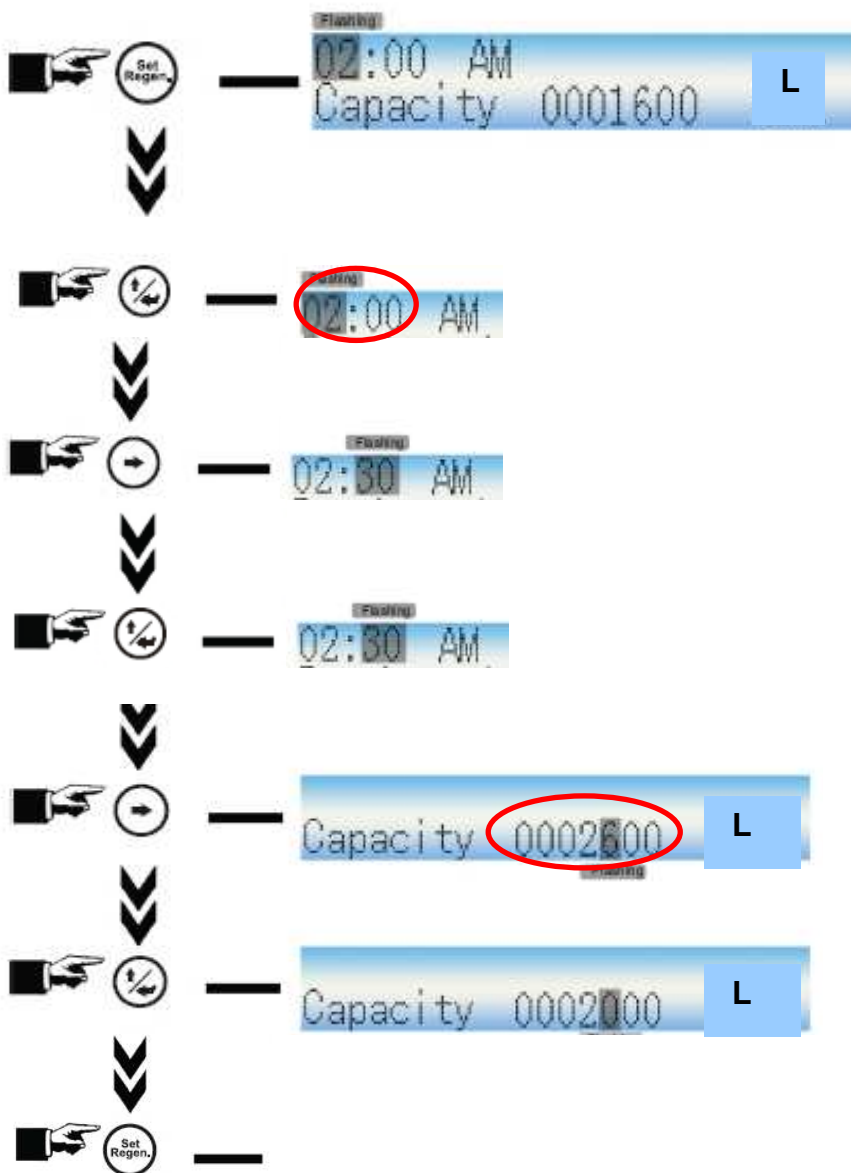 Flashing
Set
Regen.
02:00 AM
Capacity 0001600 L
Flashing
02:00 AM
Flashing
02:30 AM
Flashing
02:30 AM
Capacity 0002600 L
Flashing
Capacity 0002000 L
Set
Regen.